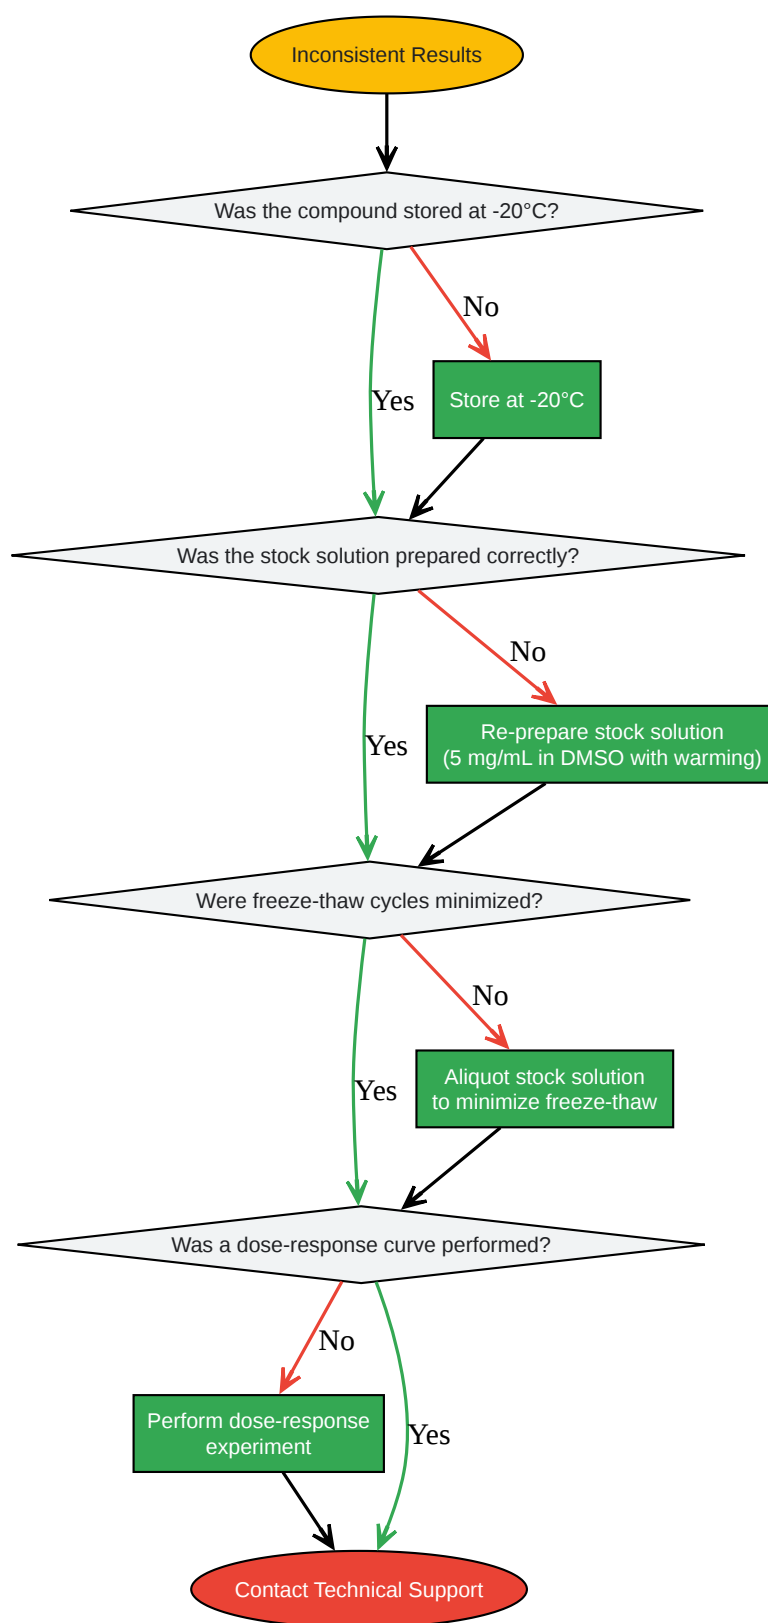 Inconsistent Results
Was the compound stored at -20°C?
No
Yes
Store at -20°C
Was the stock solution prepared correctly?
No
Yes
Re-prepare stock solution
(5 mg/mL in DMSO with warming)
Were freeze-thaw cycles minimized?
No
Yes
Aliquot stock solution
to minimize freeze-thaw
Was a dose-response curve performed?
No
Yes
Perform dose-response
experiment
Contact Technical Support